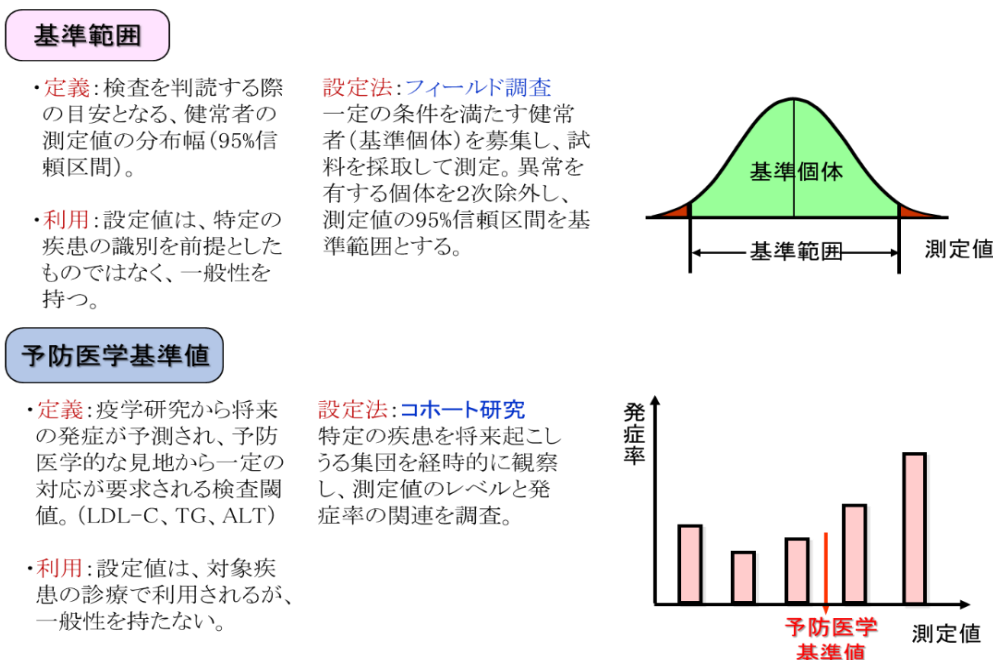 基準範囲
・定義：検査を判読する際
の目安となる、健常者の
測定値の分布幅（95%信
頼区間）。
・利用：設定値は、特定の
疾患の識別を前提とした
ものではなく、一般性を
持つ。
設定法：フィールド調査
一定の条件を満たす健常
者（基準個体）を募集し、試
料を採取して測定。異常を
有する個体を２次除外し、
測定値の95%信頼区間を基
準範囲とする。
基準個体
基準範囲
測定値
予防医学基準値
・定義：疫学研究から将来
の発症が予測され、予防
医学的な見地から一定の
対応が要求される検査閾
値。（LDL-C、TG、ALT）
・利用：設定値は、対象疾
患の診療で利用されるが、
一般性を持たない。
設定法：コホート研究
特定の疾患を将来起こし
うる集団を経時的に観察
し、測定値のレベルと発
症率の関連を調査。
発症率
予防医学
基準値
測定値